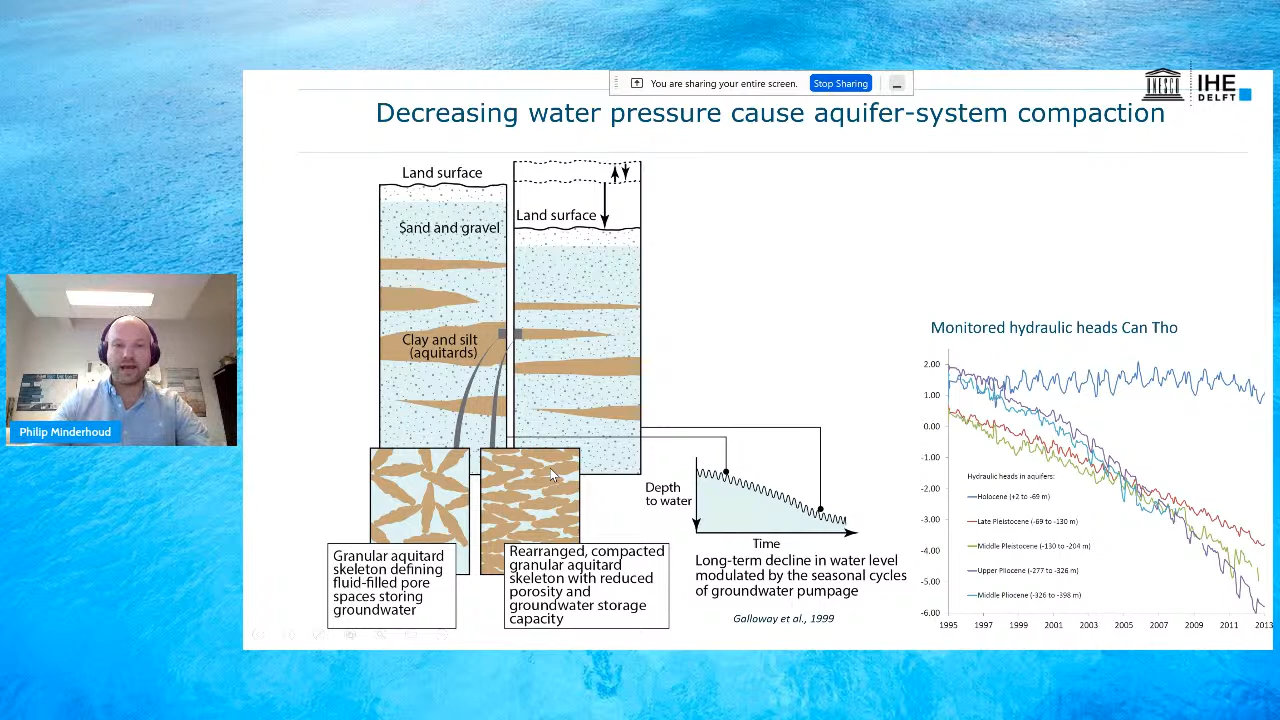 You are sharing your entire screen.
Stop Sharing
UNESCO
IHE
DELFT
Decreasing water pressure cause aquifer-system compaction
Land surface
Land surface
Sand and gravel
Clay and silt
(aquitards)
Granular aquitard
skeleton defining
fluid-filled pore
spaces storing
groundwater
Rearranged, compacted
granular aquitard
skeleton with reduced
porosity and
groundwater storage
capacity
Depth
to water
Time
Long-term decline in water level
modulated by the seasonal cycles
of groundwater pumpage
Galloway et al., 1999
Monitored hydraulic heads Can Tho
2.00
1.00
0.00
-1.00
-2.00
-3.00
-4.00
-5.00
-6.00
Hydraulic heads in aquifers:
Holocene (+2 to -69 m)
Late Pleistocene (-69 to -130 m)
Middle Pleistocene (-130 to -204 m)
Upper Pliocene (-277 to -326 m)
Middle Pliocene (-326 to -398 m)
1995 1997 1999 2001 2003 2005 2007 2009 2011 2013
Philip Minderhoud